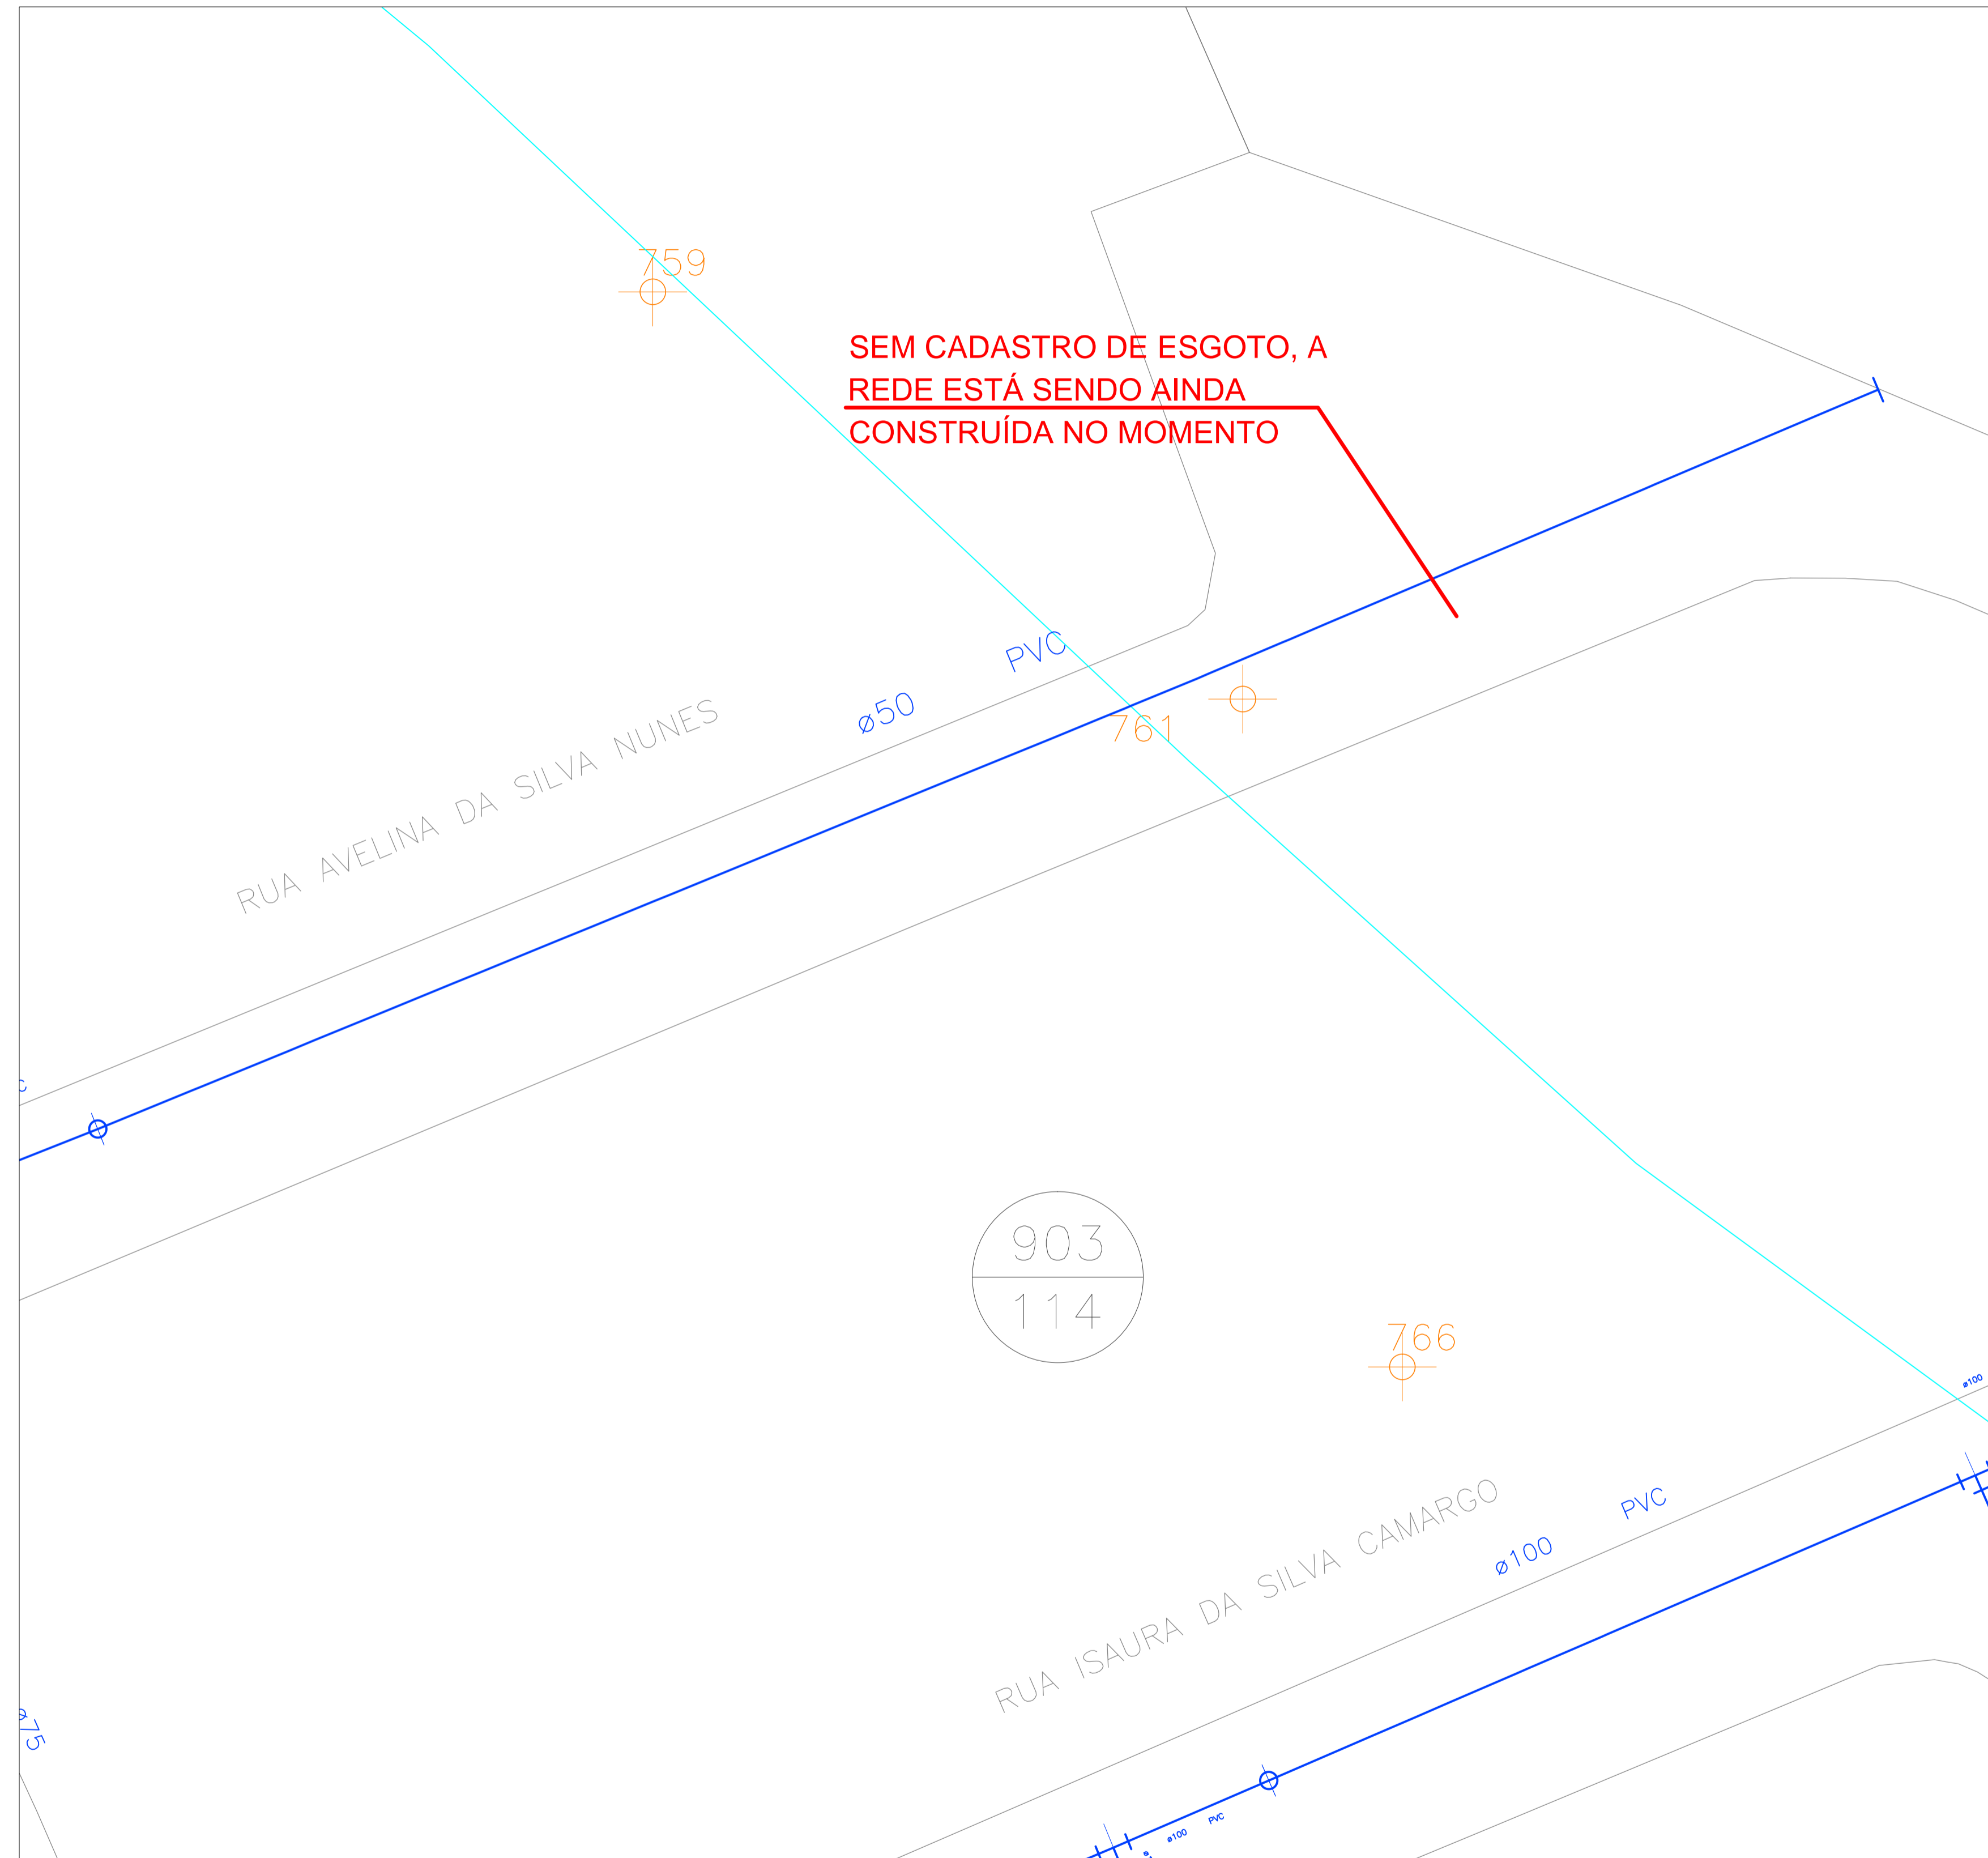 759
SEM CADASTRO DE ESGOTO, A
REDE ESTÁ SENDO AINDA
CONSTRUÍDA NO MOMENTO
PVC
ø50
RUA AVELINA DA SILVA NUNES
761
903
114
766
ø100
PVC
ø100
RUA ISAURA DA SILVA CAMARGO
ø75
PVC
ø100